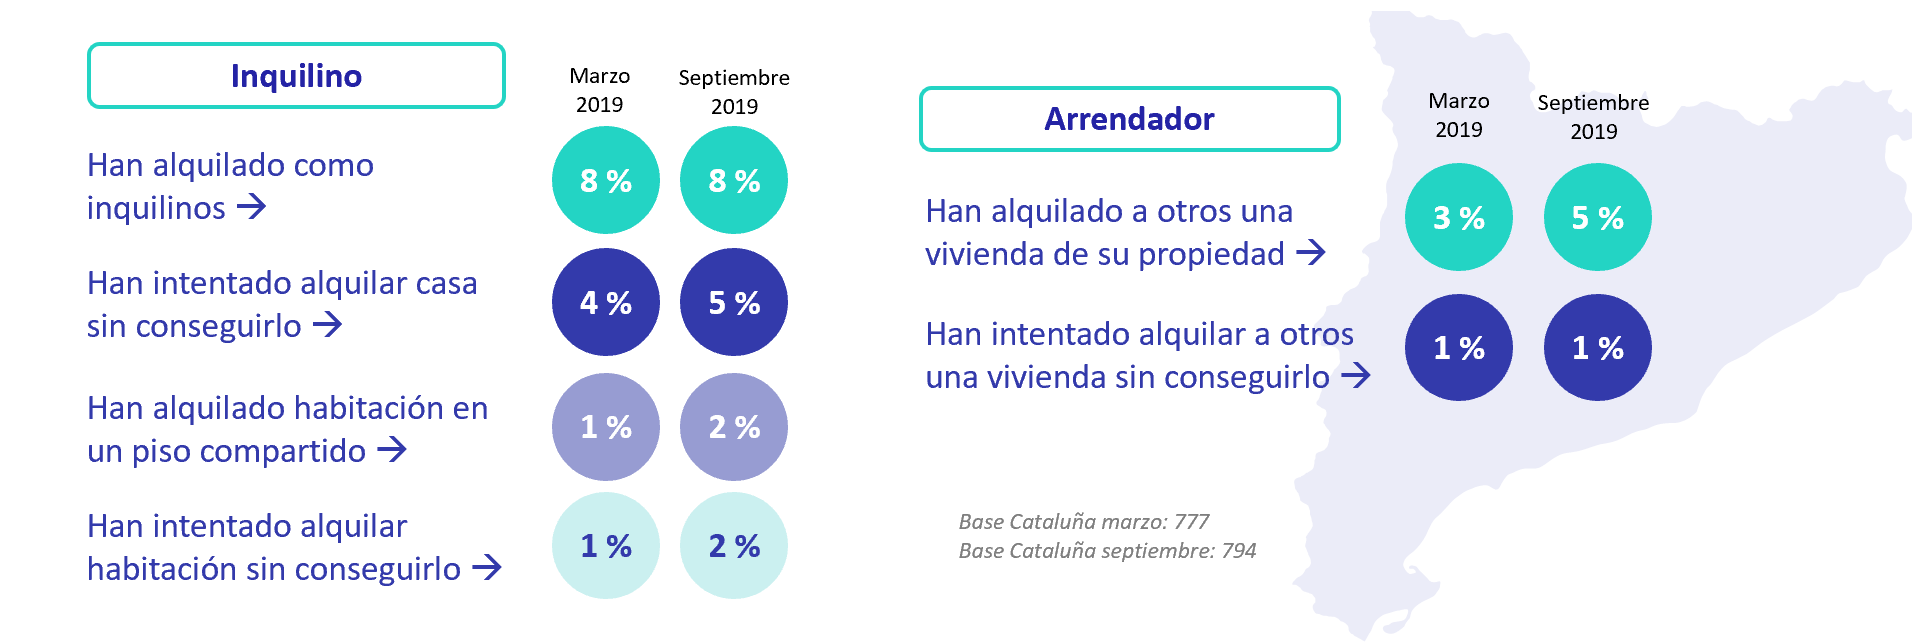 Inquilino
Marzo
2019
Septiembre
2019
Han alquilado como
inquilinos →
8 %
8 %
Han intentado alquilar casa
sin conseguirlo →
4 %
5 %
Han alquilado habitación en
un piso compartido →
1 %
2 %
Han intentado alquilar
habitación sin conseguirlo →
1 %
2 %
Arrendador
Marzo
2019
Septiembre
2019
Han alquilado a otros una
vivienda de su propiedad →
3 %
5 %
Han intentado alquilar a otros
una vivienda sin conseguirlo →
1 %
1 %
Base Cataluña marzo: 777
Base Cataluña septiembre: 794